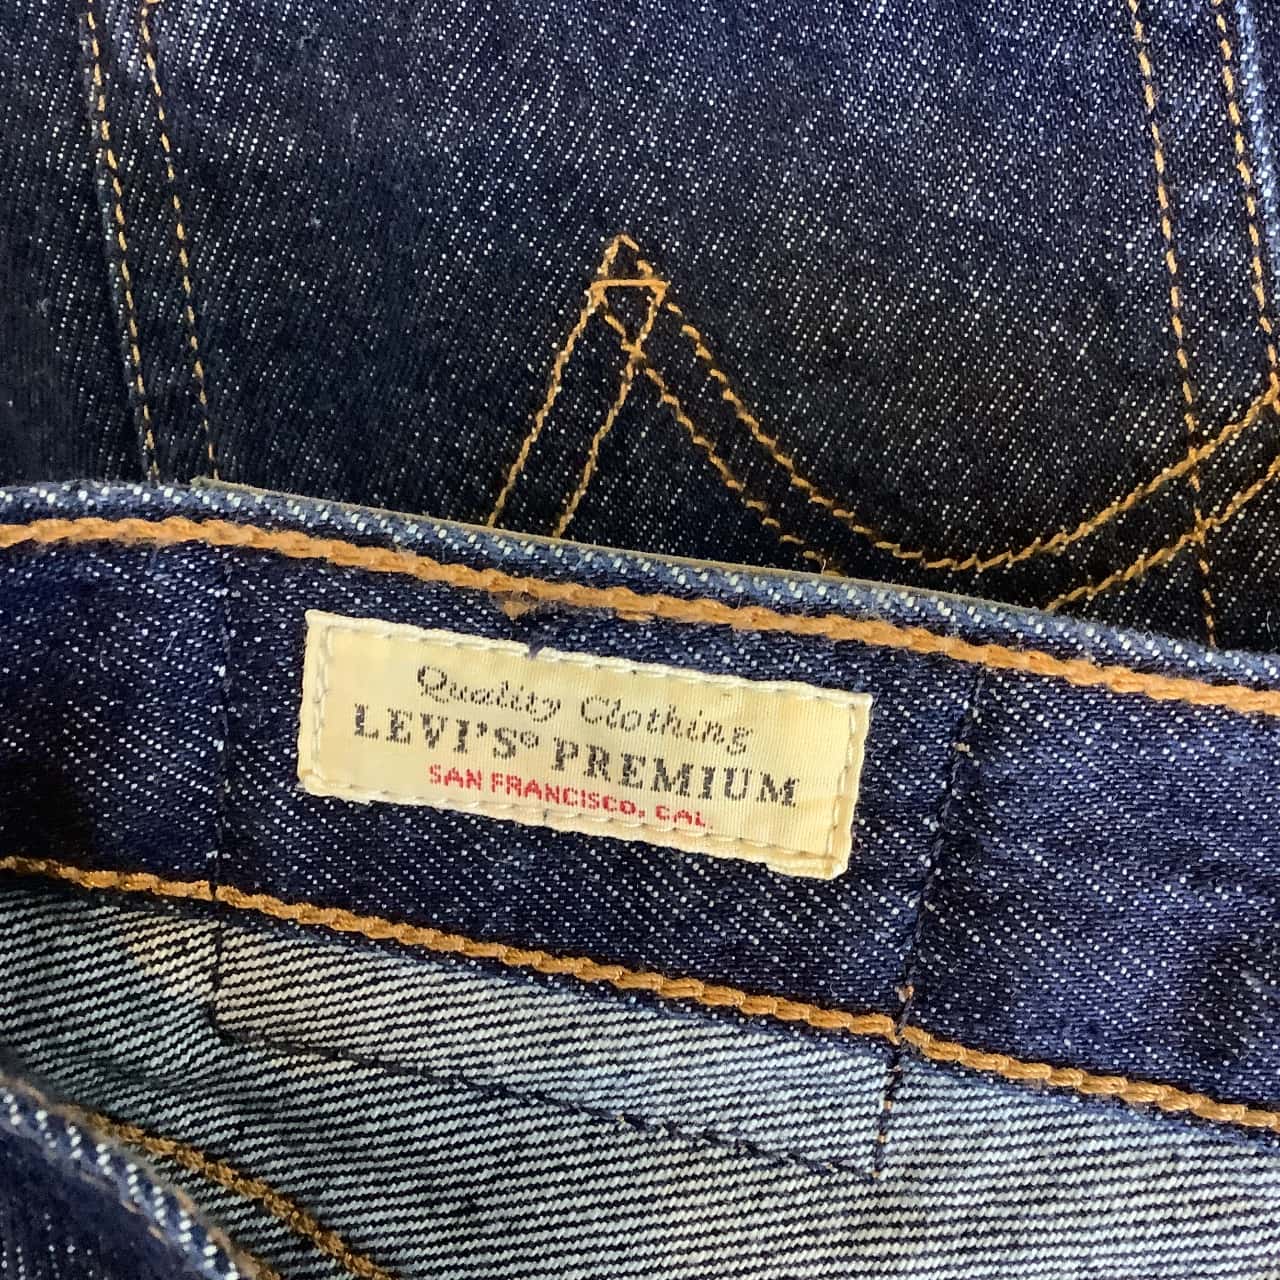 Quality Clothing
LEVI'S® PREMIUM
SAN FRANCISCO, CAL